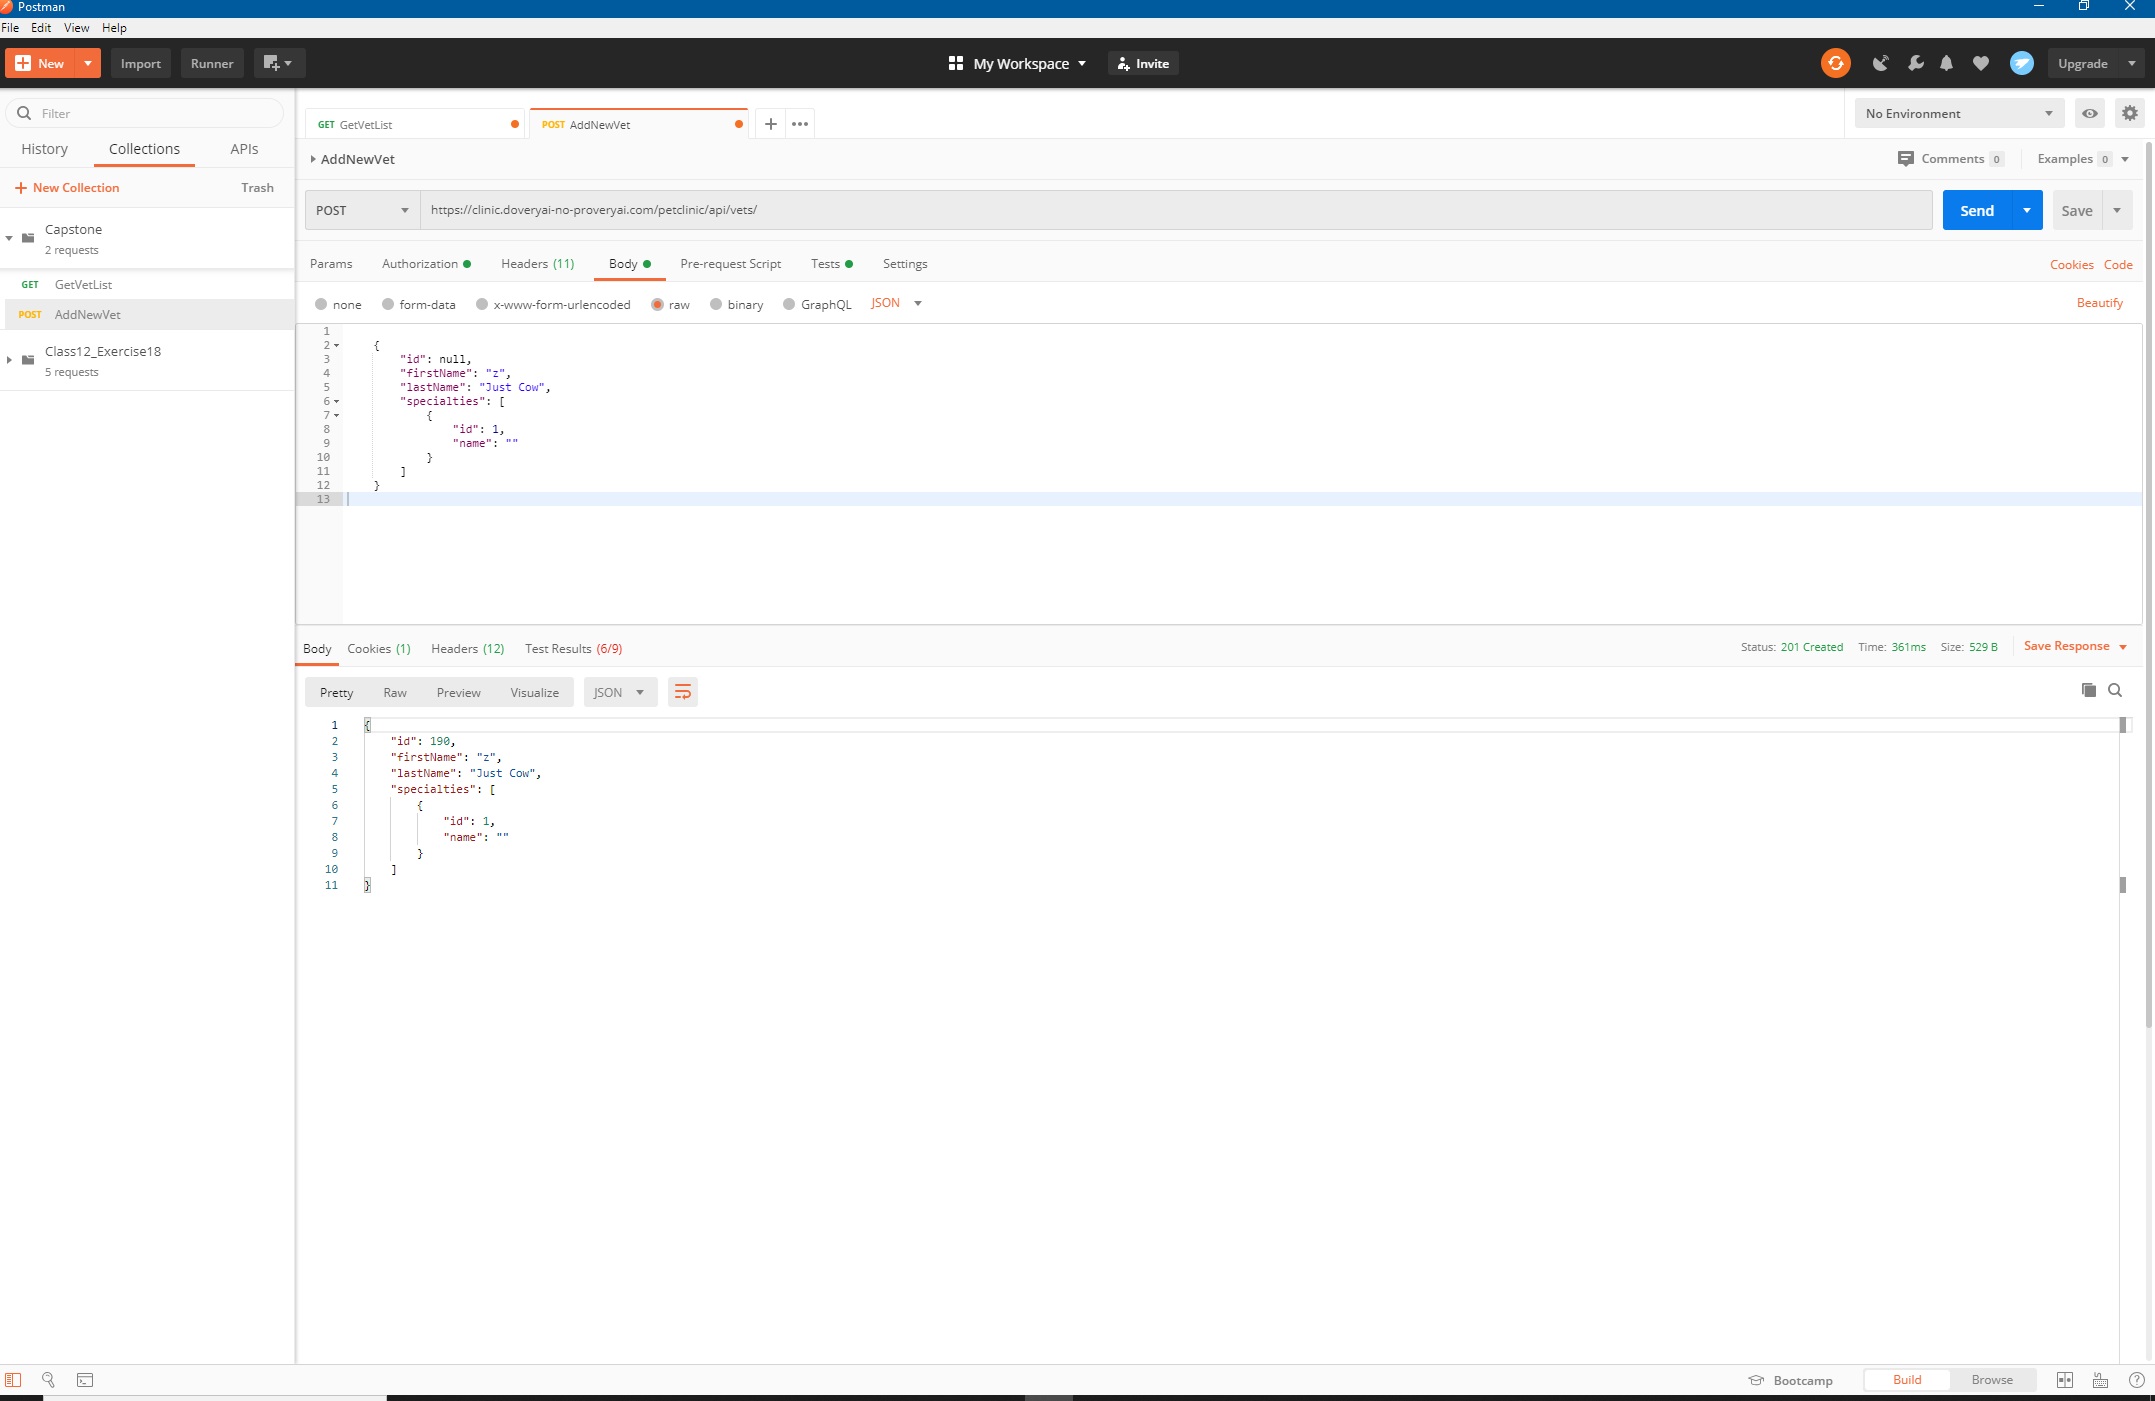 Postman
File Edit View Help
New Import Runner My Workspace Invite Upgrade
Filter
History Collections APIs
New Collection Trash
Capstone
2 requests
GET GetVetList
POST AddNewVet
Class12_Exercise18
5 requests
GET GetVetList POST AddNewVet No Environment
AddNewVet Comments 0 Examples 0
POST https://clinic.doveryai-no-proveryai.com/petclinic/api/vets/ Send Save
Params Authorization Headers (11) Body Pre-request Script Tests Settings Cookies Code
none form-data x-www-form-urlencoded raw binary GraphQL JSON Beautify
1
2 {
3 "id": null,
4 "firstName": "z",
5 "lastName": "Just Cow",
6 "specialties": [
7 {
8 "id": 1,
9 "name": ""
10 }
11 ]
12 }
13
Body Cookies (1) Headers (12) Test Results (6/9) Status: 201 Created Time: 361ms Size: 529 B Save Response
Pretty Raw Preview Visualize JSON
1 {
2 "id": 190,
3 "firstName": "z",
4 "lastName": "Just Cow",
5 "specialties": [
6 {
7 "id": 1,
8 "name": ""
9 }
10 ]
11 }
Bootcamp Build Browse